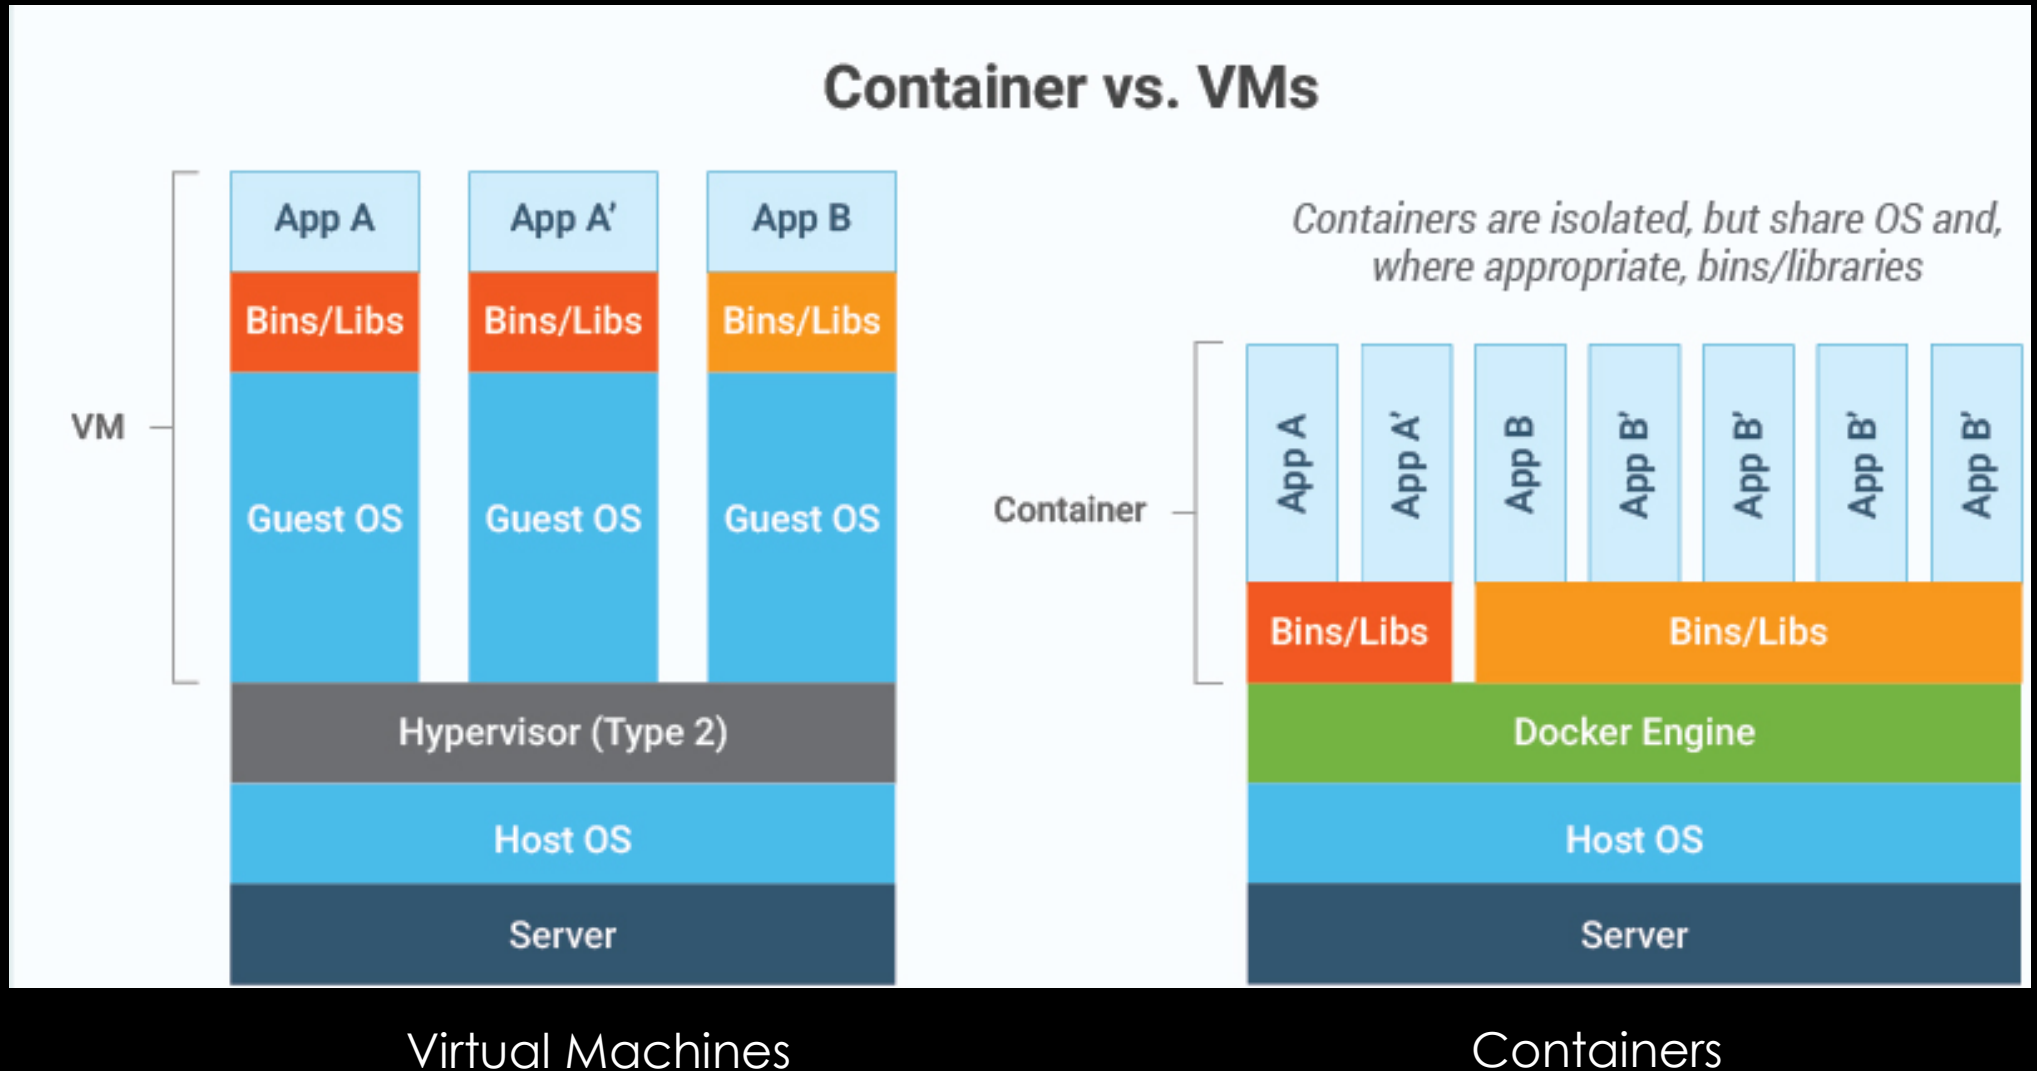 Container vs. VMs
App A
App A’
App B
Bins/Libs
Bins/Libs
Bins/Libs
VM
Guest OS
Guest OS
Guest OS
Hypervisor (Type 2)
Host OS
Server
Containers are isolated, but share OS and,
where appropriate, bins/libraries
Container
App A
App A’
App B
App B’
App B’
App B’
App B’
Bins/Libs
Bins/Libs
Docker Engine
Host OS
Server
Virtual Machines
Containers